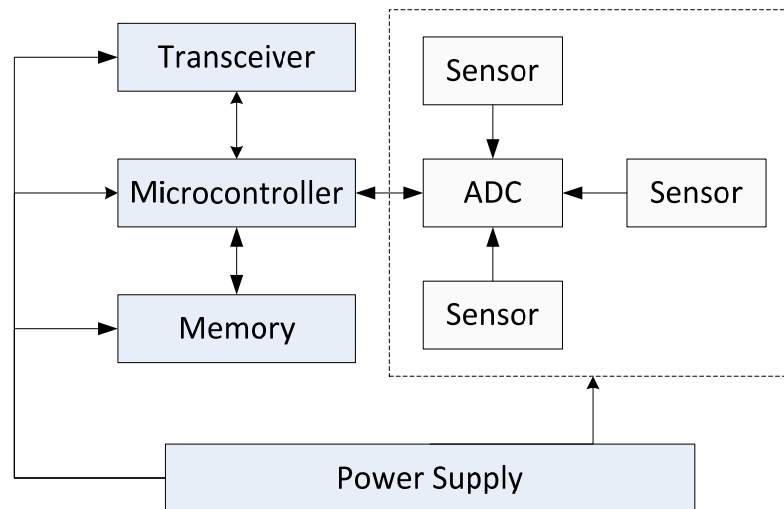 Transceiver
Sensor
Microcontroller
ADC
Sensor
Memory
Sensor
Power Supply